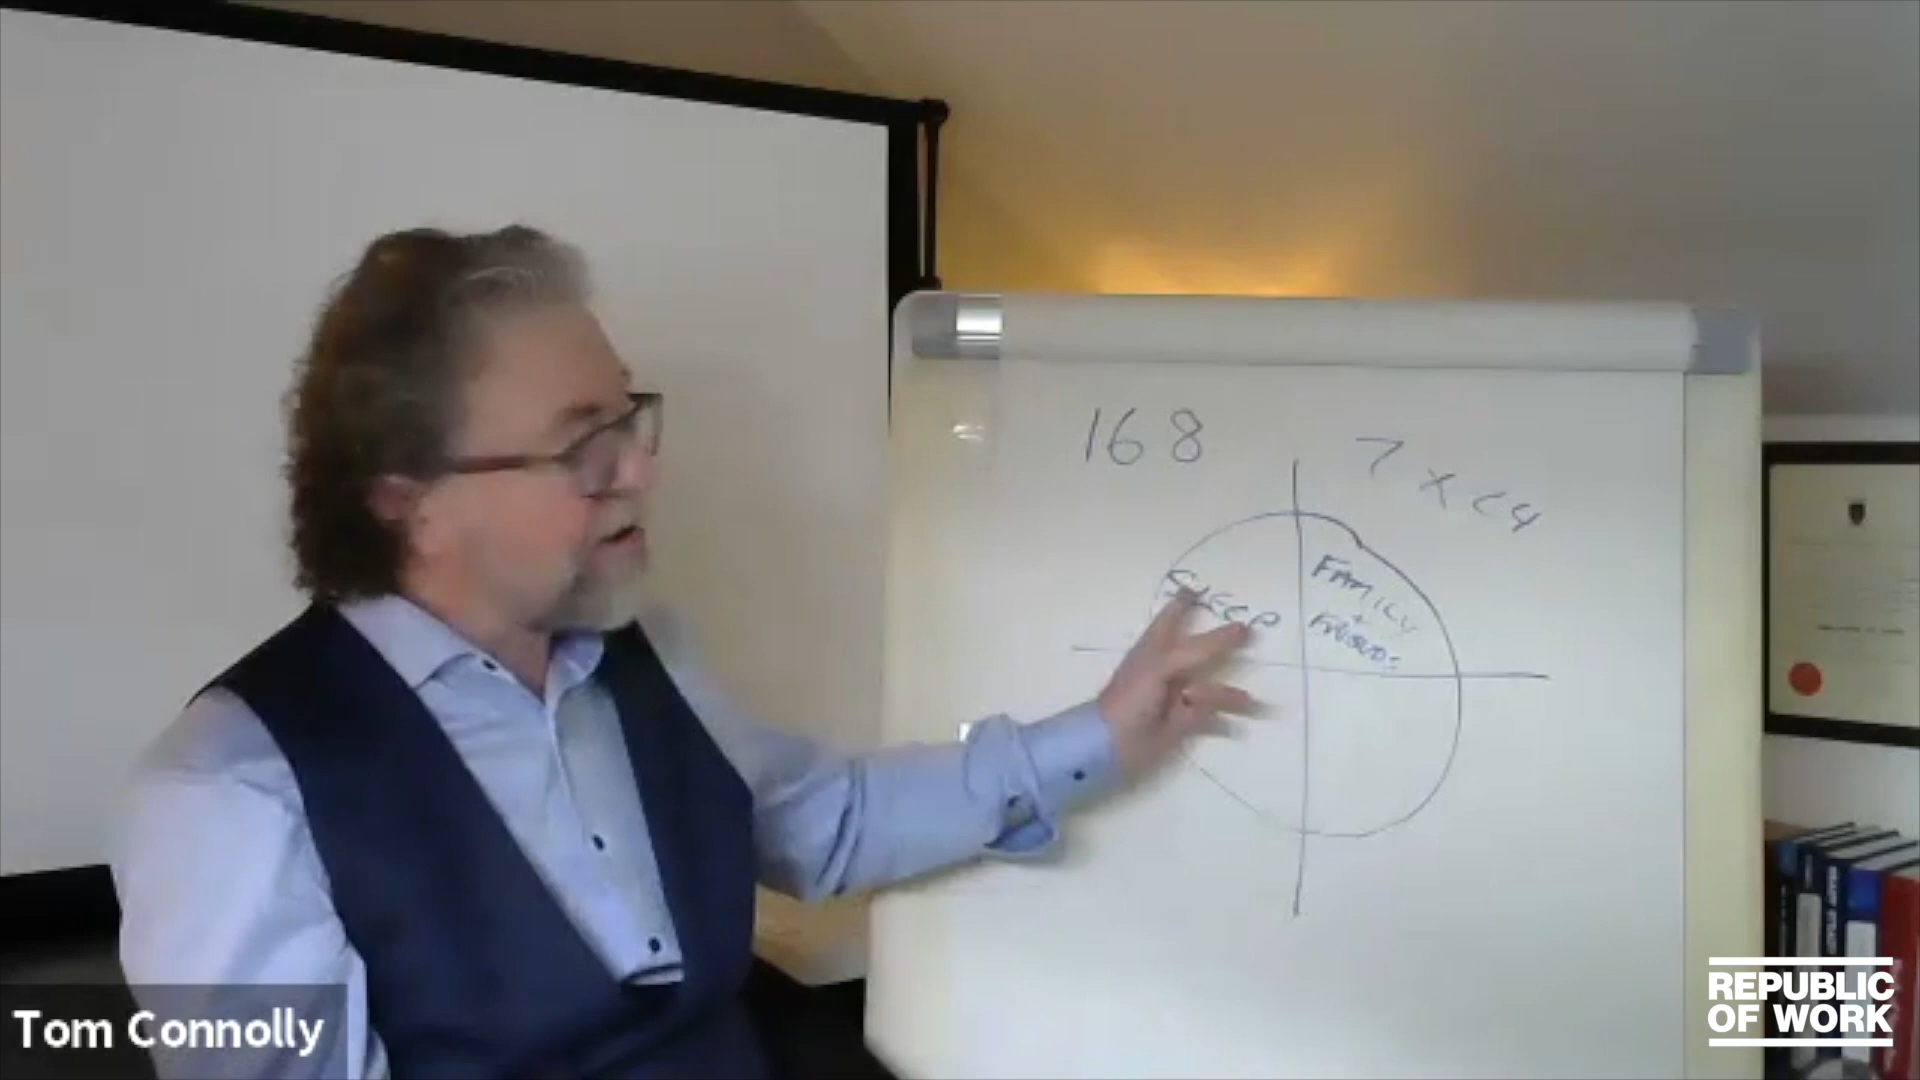 168
7 x 24
SLEEP
FAMILY
+
FRIENDS
Tom Connolly
REPUBLIC
OF WORK